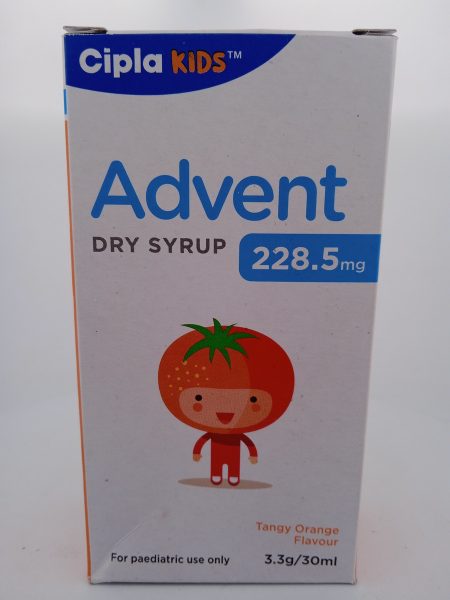 Cipla KIDS™
Advent
DRY SYRUP
228.5mg
Tangy Orange
Flavour
For paediatric use only
3.3g/30ml